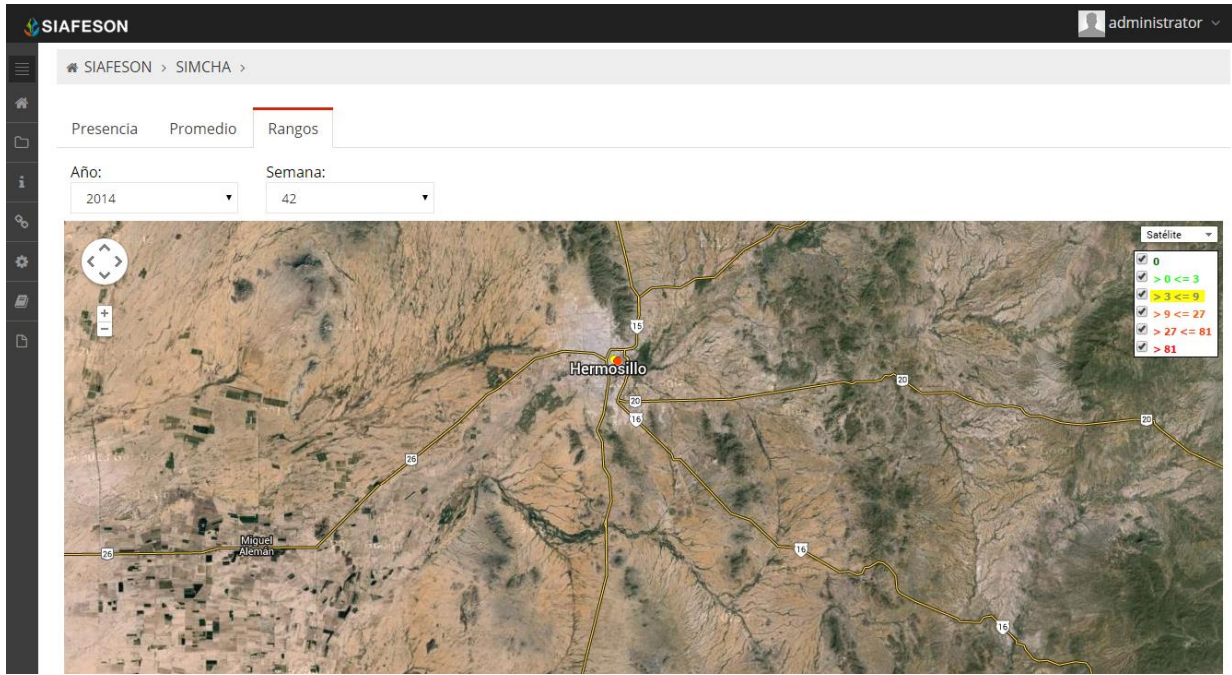 SIAFESON
administrator
SIAFESON > SIMCHA >
Presencia Promedio Rangos
Año: Semana:
2014 42
Satélite
0
> 0 <= 3
> 3 <= 9
> 9 <= 27
> 27 <= 81
> 81
15
Hermosillo
20
20
16
20
26
Miguel
Alemán
26
16
16